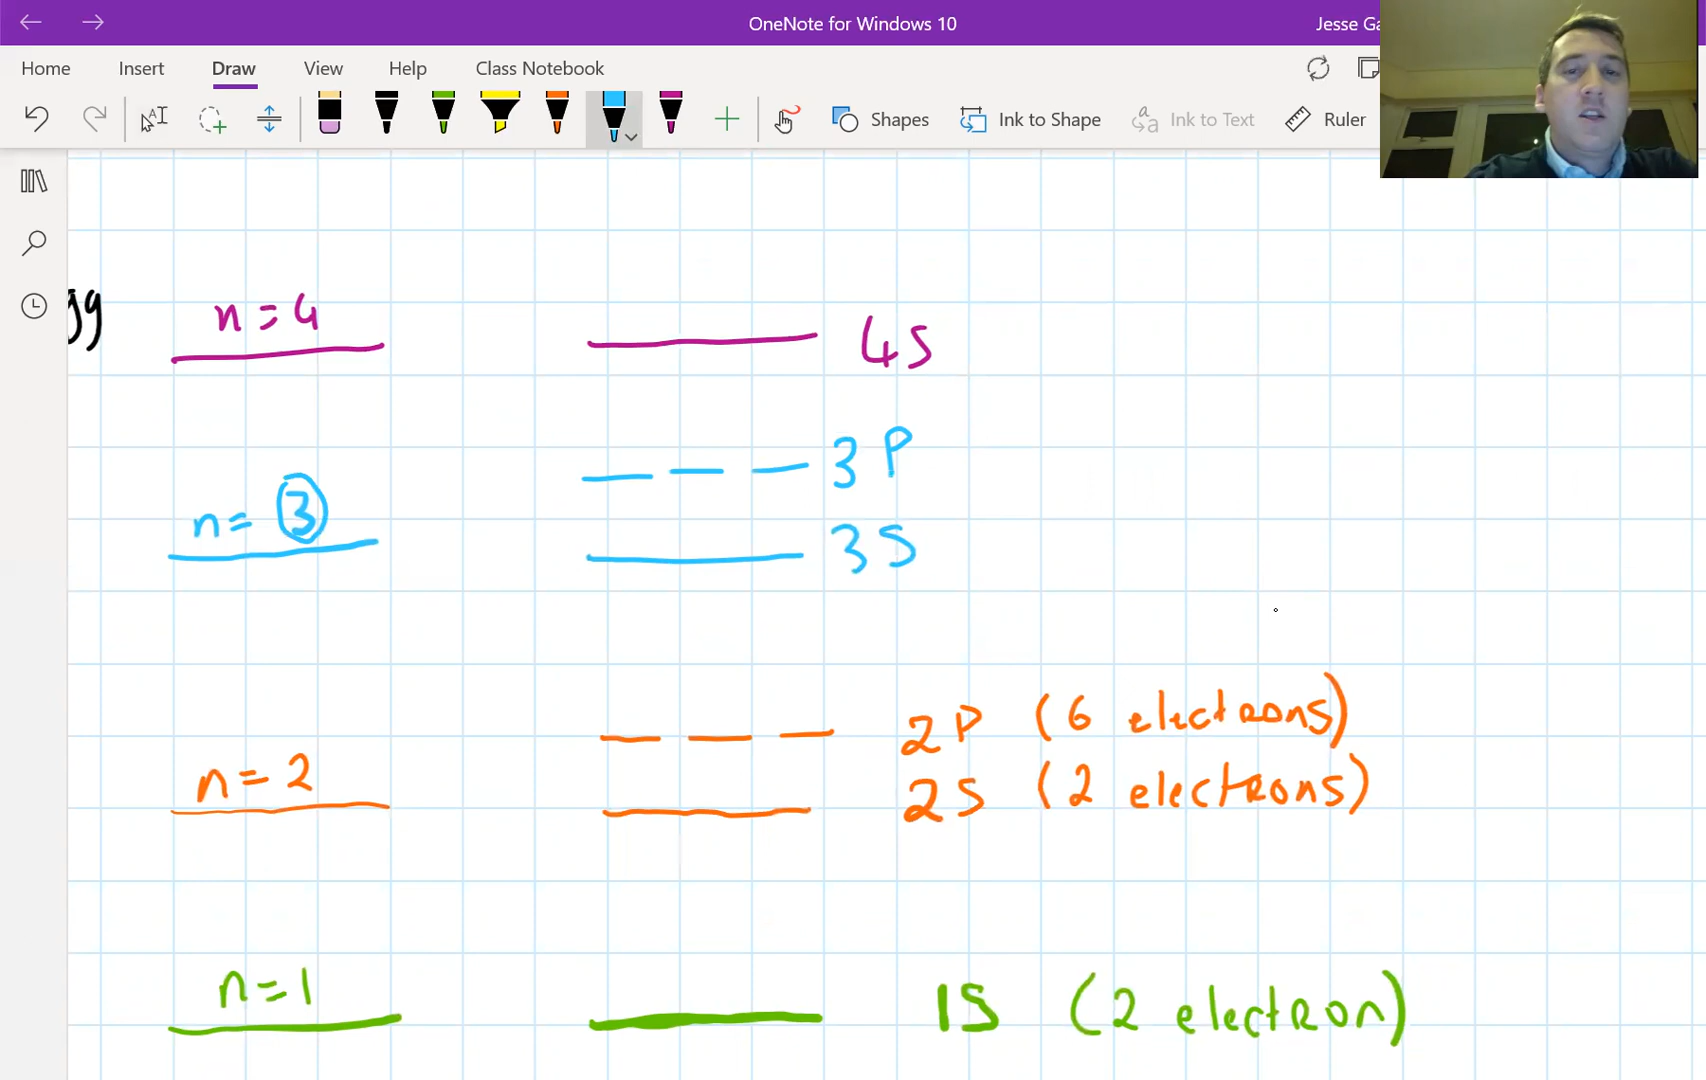 OneNote for Windows 10
Jesse Ga
Home Insert Draw View Help Class Notebook
Shapes Ink to Shape Ink to Text Ruler
gy
n=4
4s
3P
n=3
3S
2P (6 electrons)
n=2
2S (2 electrons)
n=1
1S (2 electron)